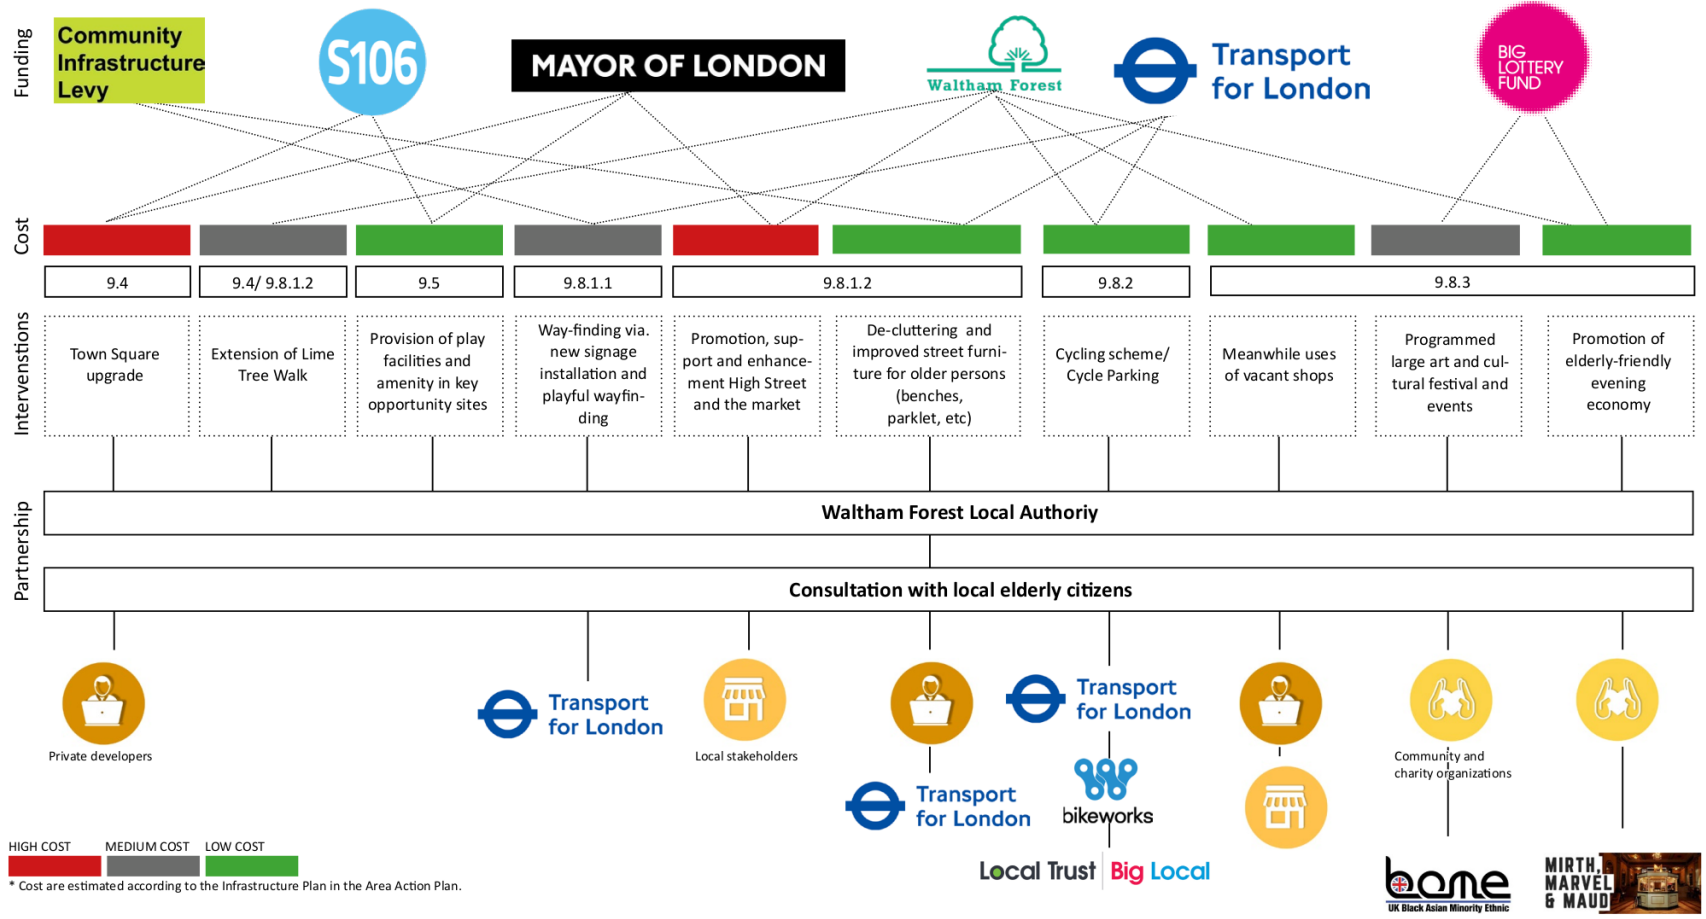 Funding
Community
Infrastructure
Levy
S106
MAYOR OF LONDON
Waltham Forest
Transport
for London
BIG
LOTTERY
FUND
Cost
9.4
9.4/ 9.8.1.2
9.5
9.8.1.1
9.8.1.2
9.8.2
9.8.3
Intervenstions
Town Square
upgrade
Extension of Lime
Tree Walk
Provision of play
facilities and
amenity in key
opportunity sites
Way-finding via.
new signage
installation and
playful wayfin-
ding
Promotion, sup-
port and enhance-
ment High Street
and the market
De-cluttering and
improved street furni-
ture for older persons
(benches,
parklet, etc)
Cycling scheme/
Cycle Parking
Meanwhile uses
of vacant shops
Programmed
large art and cul-
tural festival and
events
Promotion of
elderly-friendly
evening
economy
Partnership
Waltham Forest Local Authoriy
Consultation with local elderly citizens
Private developers
Transport
for London
Local stakeholders
Transport
for London
Transport
for London
bikeworks
Local Trust Big Local
Community and
charity organizations
bame
UK Black Asian Minority Ethnic
MIRTH,
MARVEL
& MAUD
HIGH COST MEDIUM COST LOW COST
* Cost are estimated according to the Infrastructure Plan in the Area Action Plan.